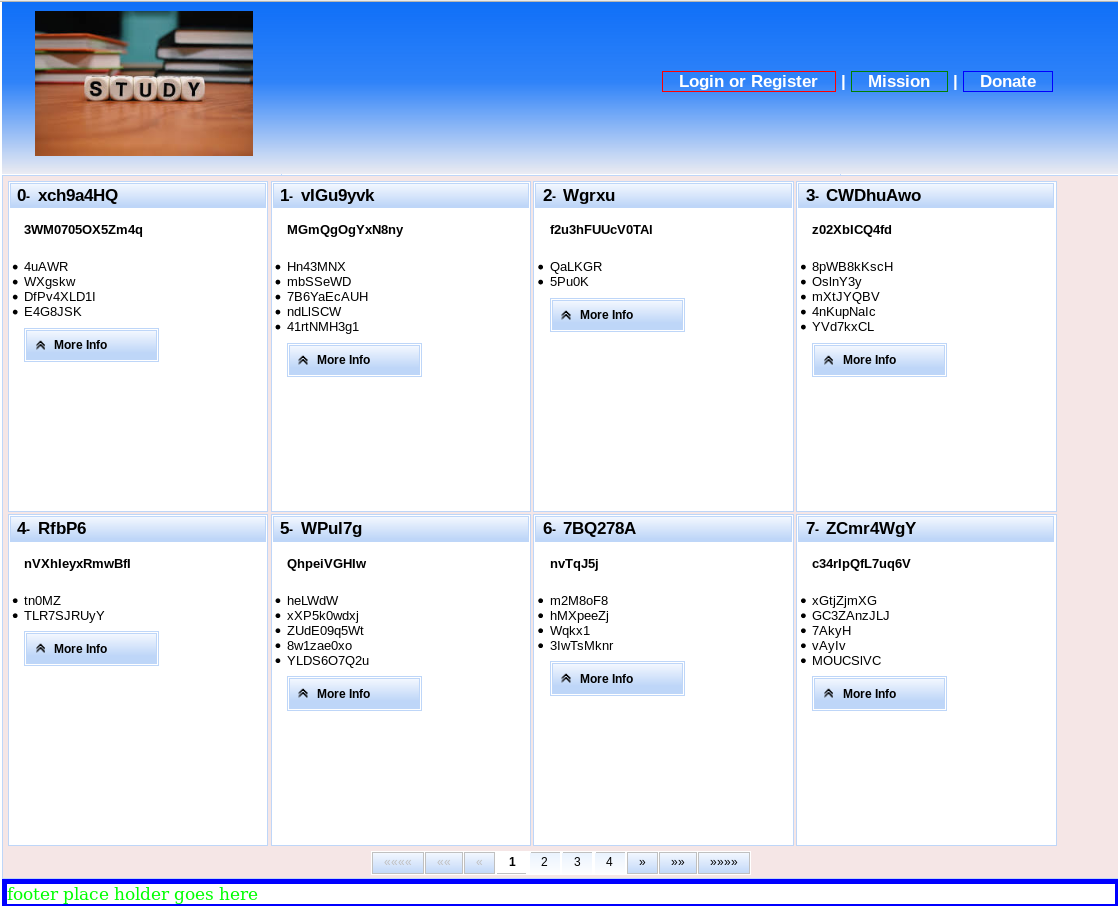 STUDY
Login or Register | Mission | Donate
0- xch9a4HQ
3WM0705OX5Zm4q
4uAWR
WXgskw
DfPv4XLD1I
E4G8JSK
More Info
1- vIGu9yvk
MGmQgOgYxN8ny
Hn43MNX
mbSSeWD
7B6YaEcAUH
ndLlSCW
41rtNMH3g1
More Info
2- Wgrxu
f2u3hFUUcV0TAI
QaLKGR
5Pu0K
More Info
3- CWDhuAwo
z02XbICQ4fd
8pWB8kKscH
OslnY3y
mXtJYQBV
4nKupNaIc
YVd7kxCL
More Info
4- RfbP6
nVXhIeyxRmwBfI
tn0MZ
TLR7SJRUyY
More Info
5- WPuI7g
QhpeiVGHIw
heLWdW
xXP5k0wdxj
ZUdE09q5Wt
8w1zae0xo
YLDS6O7Q2u
More Info
6- 7BQ278A
nvTqJ5j
m2M8oF8
hMXpeeZj
Wqkx1
3IwTsMknr
More Info
7- ZCmr4WgY
c34rIpQfL7uq6V
xGtjZjmXG
GC3ZAnzJLJ
7AkyH
vAyIv
MOUCSlVC
More Info
«««« «« « 1 2 3 4 » »» »»»»
footer place holder goes here